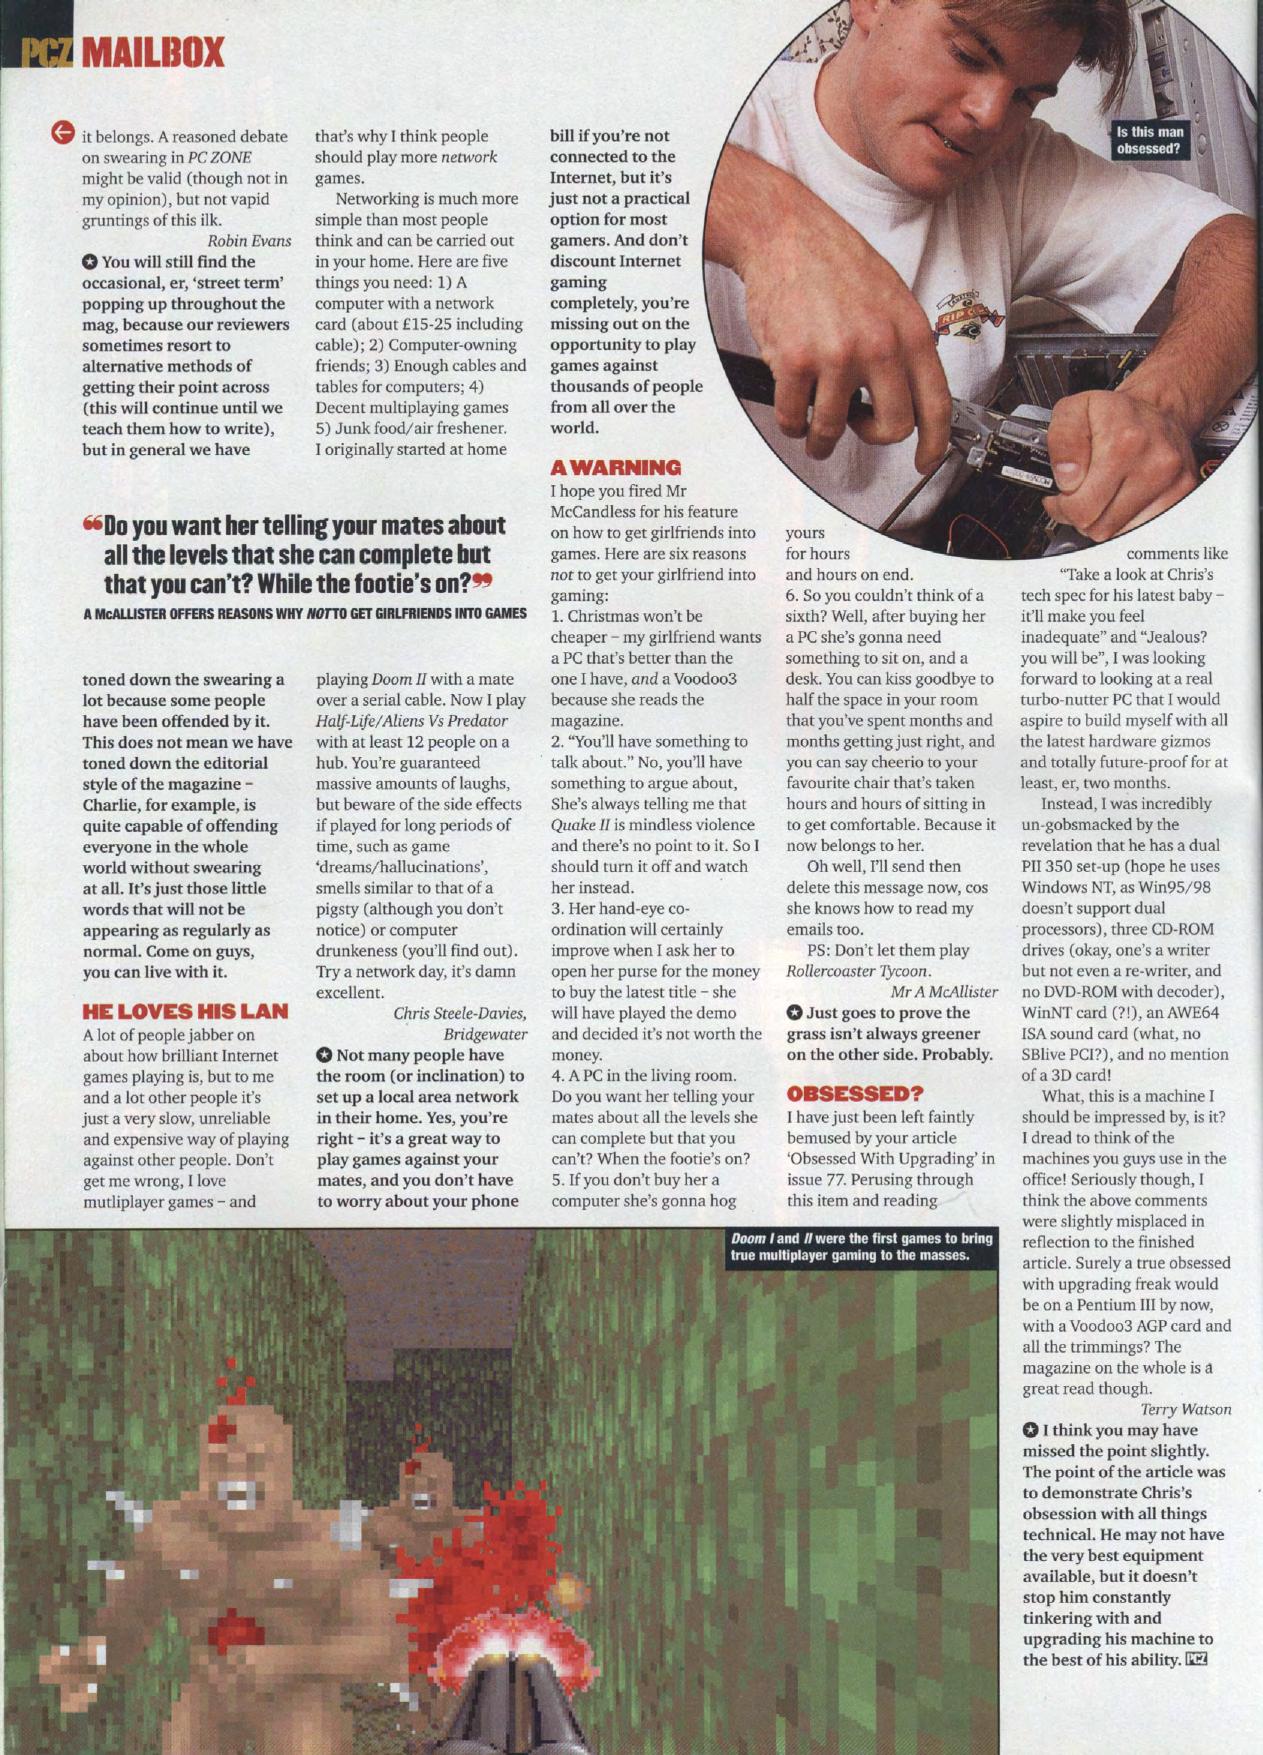 PCZ MAILBOX
it belongs. A reasoned debate
on swearing in PC ZONE
might be valid (though not in
my opinion), but not vapid
gruntings of this ilk.
Robin Evans
You will still find the
occasional, er, ‘street term’
popping up throughout the
mag, because our reviewers
sometimes resort to
alternative methods of
getting their point across
(this will continue until we
teach them how to write),
but in general we have
toned down the swearing a
lot because some people
have been offended by it.
This does not mean we have
toned down the editorial
style of the magazine –
Charlie, for example, is
quite capable of offending
everyone in the whole
world without swearing
at all. It’s just those little
words that will not be
appearing as regularly as
normal. Come on guys,
you can live with it.
HE LOVES HIS LAN
A lot of people jabber on
about how brilliant Internet
games playing is, but to me
and a lot other people it’s
just a very slow, unreliable
and expensive way of playing
against other people. Don’t
get me wrong, I love
mutliplayer games – and
that’s why I think people
should play more network
games.
Networking is much more
simple than most people
think and can be carried out
in your home. Here are five
things you need: 1) A
computer with a network
card (about £15-25 including
cable); 2) Computer-owning
friends; 3) Enough cables and
tables for computers; 4)
Decent multiplaying games
5) Junk food/air freshener.
I originally started at home
“Do you want her telling your mates about
all the levels that she can complete but
that you can’t? While the footie’s on?”
A McALLISTER OFFERS REASONS WHY NOT TO GET GIRLFRIENDS INTO GAMES
playing Doom II with a mate
over a serial cable. Now I play
Half-Life/Aliens Vs Predator
with at least 12 people on a
hub. You’re guaranteed
massive amounts of laughs,
but beware of the side effects
if played for long periods of
time, such as game
‘dreams/hallucinations’,
smells similar to that of a
pigsty (although you don’t
notice) or computer
drunkeness (you’ll find out).
Try a network day, it’s damn
excellent.
Chris Steele-Davies,
Bridgewater
Not many people have
the room (or inclination) to
set up a local area network
in their home. Yes, you’re
right – it’s a great way to
play games against your
mates, and you don’t have
to worry about your phone
bill if you’re not
connected to the
Internet, but it’s
just not a practical
option for most
gamers. And don’t
discount Internet
gaming
completely, you’re
missing out on the
opportunity to play
games against
thousands of people
from all over the
world.
A WARNING
I hope you fired Mr
McCandless for his feature
on how to get girlfriends into
games. Here are six reasons
not to get your girlfriend into
gaming:
1. Christmas won’t be
cheaper – my girlfriend wants
a PC that’s better than the
one I have, and a Voodoo3
because she reads the
magazine.
2. “You’ll have something to
talk about.” No, you’ll have
something to argue about,
She’s always telling me that
Quake II is mindless violence
and there’s no point to it. So I
should turn it off and watch
her instead.
3. Her hand-eye co-
ordination will certainly
improve when I ask her to
open her purse for the money
to buy the latest title – she
will have played the demo
and decided it’s not worth the
money.
4. A PC in the living room.
Do you want her telling your
mates about all the levels she
can complete but that you
can’t? When the footie’s on?
5. If you don’t buy her a
computer she’s gonna hog
yours
for hours
and hours on end.
6. So you couldn’t think of a
sixth? Well, after buying her
a PC she’s gonna need
something to sit on, and a
desk. You can kiss goodbye to
half the space in your room
that you’ve spent months and
months getting just right, and
you can say cheerio to your
favourite chair that’s taken
hours and hours of sitting in
to get comfortable. Because it
now belongs to her.
Oh well, I’ll send then
delete this message now, cos
she knows how to read my
emails too.
PS: Don’t let them play
Rollercoaster Tycoon.
Mr A McAllister
Just goes to prove the
grass isn’t always greener
on the other side. Probably.
OBSESSED?
I have just been left faintly
bemused by your article
‘Obsessed With Upgrading’ in
issue 77. Perusing through
this item and reading
comments like
“Take a look at Chris’s
tech spec for his latest baby –
it’ll make you feel
inadequate” and “Jealous?
you will be”, I was looking
forward to looking at a real
turbo-nutter PC that I would
aspire to build myself with all
the latest hardware gizmos
and totally future-proof for at
least, er, two months.
Instead, I was incredibly
un-gobsmacked by the
revelation that he has a dual
PII 350 set-up (hope he uses
Windows NT, as Win95/98
doesn’t support dual
processors), three CD-ROM
drives (okay, one’s a writer
but not even a re-writer, and
no DVD-ROM with decoder),
WinNT card (?!), an AWE64
ISA sound card (what, no
SBlive PCI?), and no mention
of a 3D card!
What, this is a machine I
should be impressed by, is it?
I dread to think of the
machines you guys use in the
office! Seriously though, I
think the above comments
were slightly misplaced in
reflection to the finished
article. Surely a true obsessed
with upgrading freak would
be on a Pentium III by now,
with a Voodoo3 AGP card and
all the trimmings? The
magazine on the whole is a
great read though.
Terry Watson
I think you may have
missed the point slightly.
The point of the article was
to demonstrate Chris’s
obsession with all things
technical. He may not have
the very best equipment
available, but it doesn’t
stop him constantly
tinkering with and
upgrading his machine to
the best of his ability. PCZ
Is this man
obsessed?
RIP
Doom I and II were the first games to bring
true multiplayer gaming to the masses.